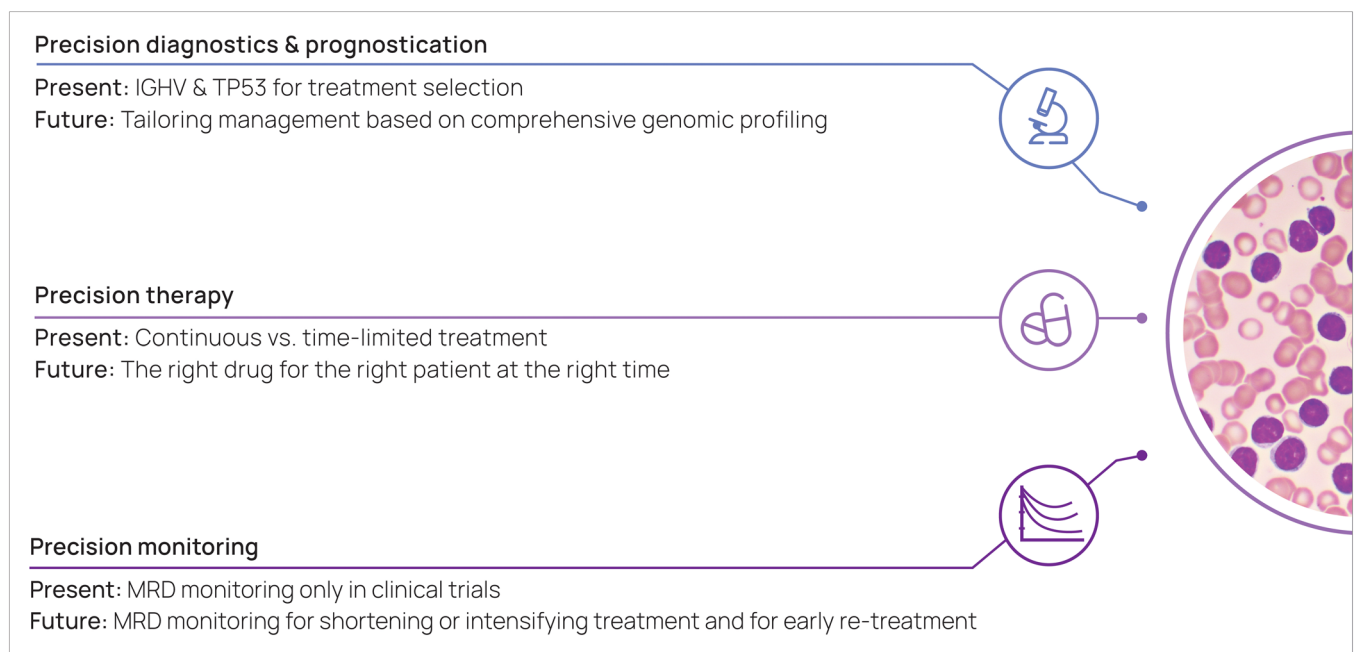 Precision diagnostics & prognostication
Present: IGHV & TP53 for treatment selection
Future: Tailoring management based on comprehensive genomic profiling
Precision therapy
Present: Continuous vs. time-limited treatment
Future: The right drug for the right patient at the right time
Precision monitoring
Present: MRD monitoring only in clinical trials
Future: MRD monitoring for shortening or intensifying treatment and for early re-treatment